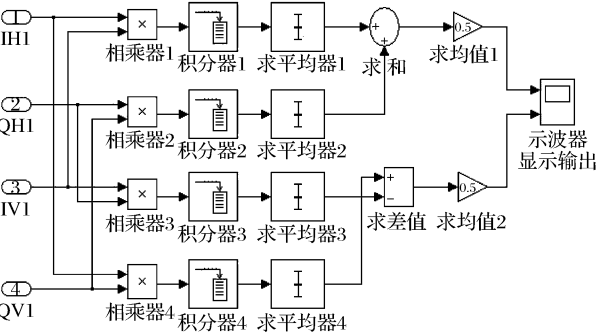 1
IH1
×
相乘器1
积分器1
求平均器1
+
+
求和
0.5
求均值1
2
QH1
×
相乘器2
积分器2
求平均器2
示波器
显示输出
3
IV1
×
相乘器3
积分器3
求平均器3
+
−
求差值
0.5
求均值2
4
QV1
×
相乘器4
积分器4
求平均器4